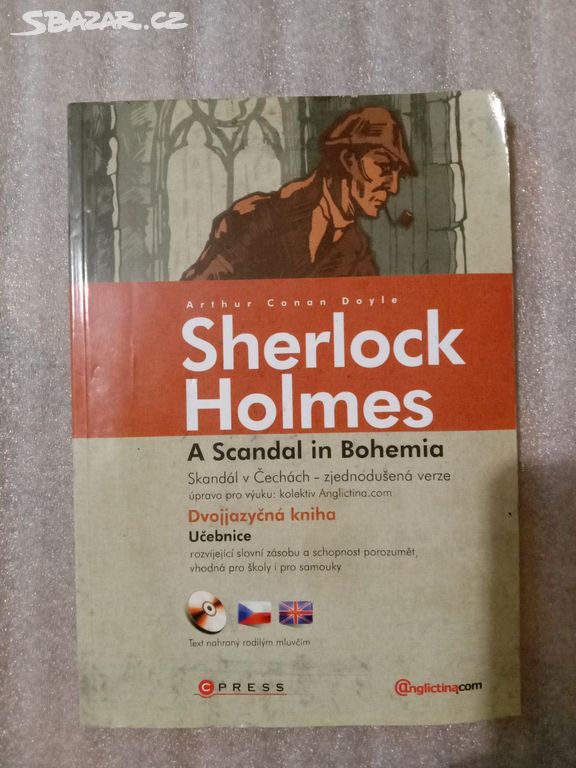 SBAZAR.CZ
Arthur Conan Doyle
Sherlock
Holmes
A Scandal in Bohemia
Skandál v Čechách – zjednodušená verze
úprava pro výuku: kolektiv Anglictina.com
Dvojjazyčná kniha
Učebnice
rozvíjející slovní zásobu a schopnost porozumět,
vhodná pro školy i pro samouky
Text nahraný rodilým mluvčím
CPRESS
@nglictina.com